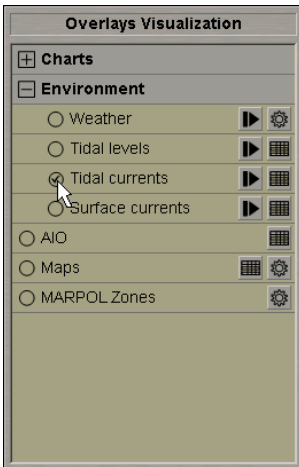 Overlays Visualization
Charts
Environment
Weather
Tidal levels
Tidal currents
Surface currents
AIO
Maps
MARPOL Zones